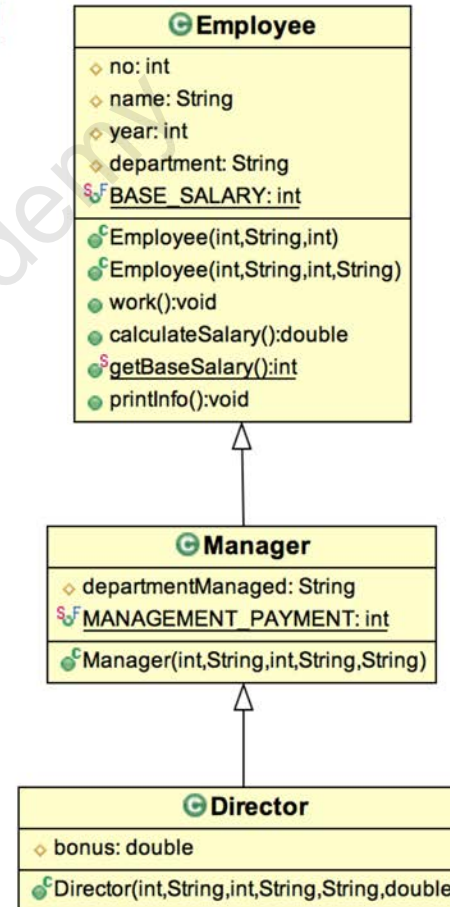 Employee
no: int
name: String
year: int
department: String
BASE_SALARY: int
Employee(int,String,int)
Employee(int,String,int,String)
work():void
calculateSalary():double
getBaseSalary():int
printInfo():void
Manager
departmentManaged: String
MANAGEMENT_PAYMENT: int
Manager(int,String,int,String,String)
Director
bonus: double
Director(int,String,int,String,String,double